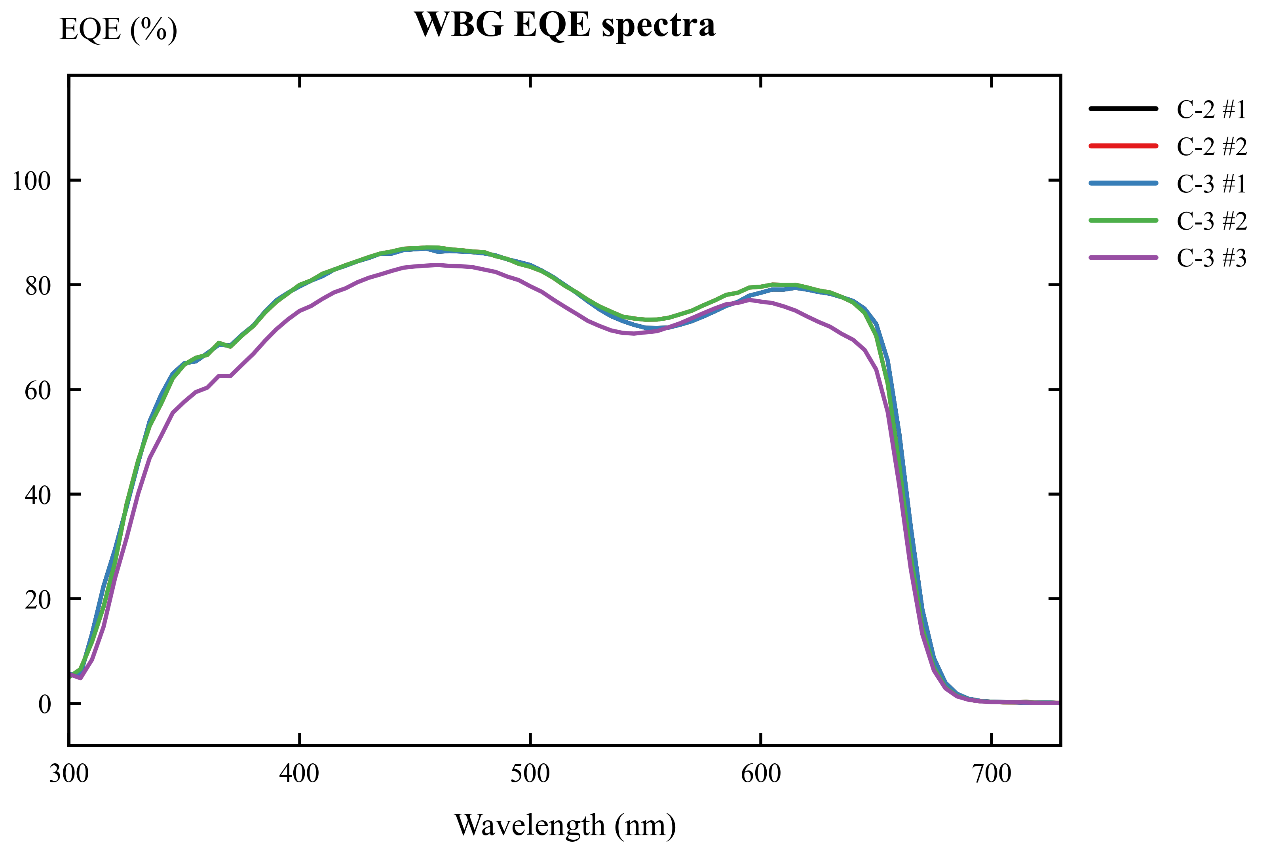 WBG EQE spectra
EQE (%)
100
80
60
40
20
0
300 400 500 600 700
Wavelength (nm)
C-2 #1
C-2 #2
C-3 #1
C-3 #2
C-3 #3